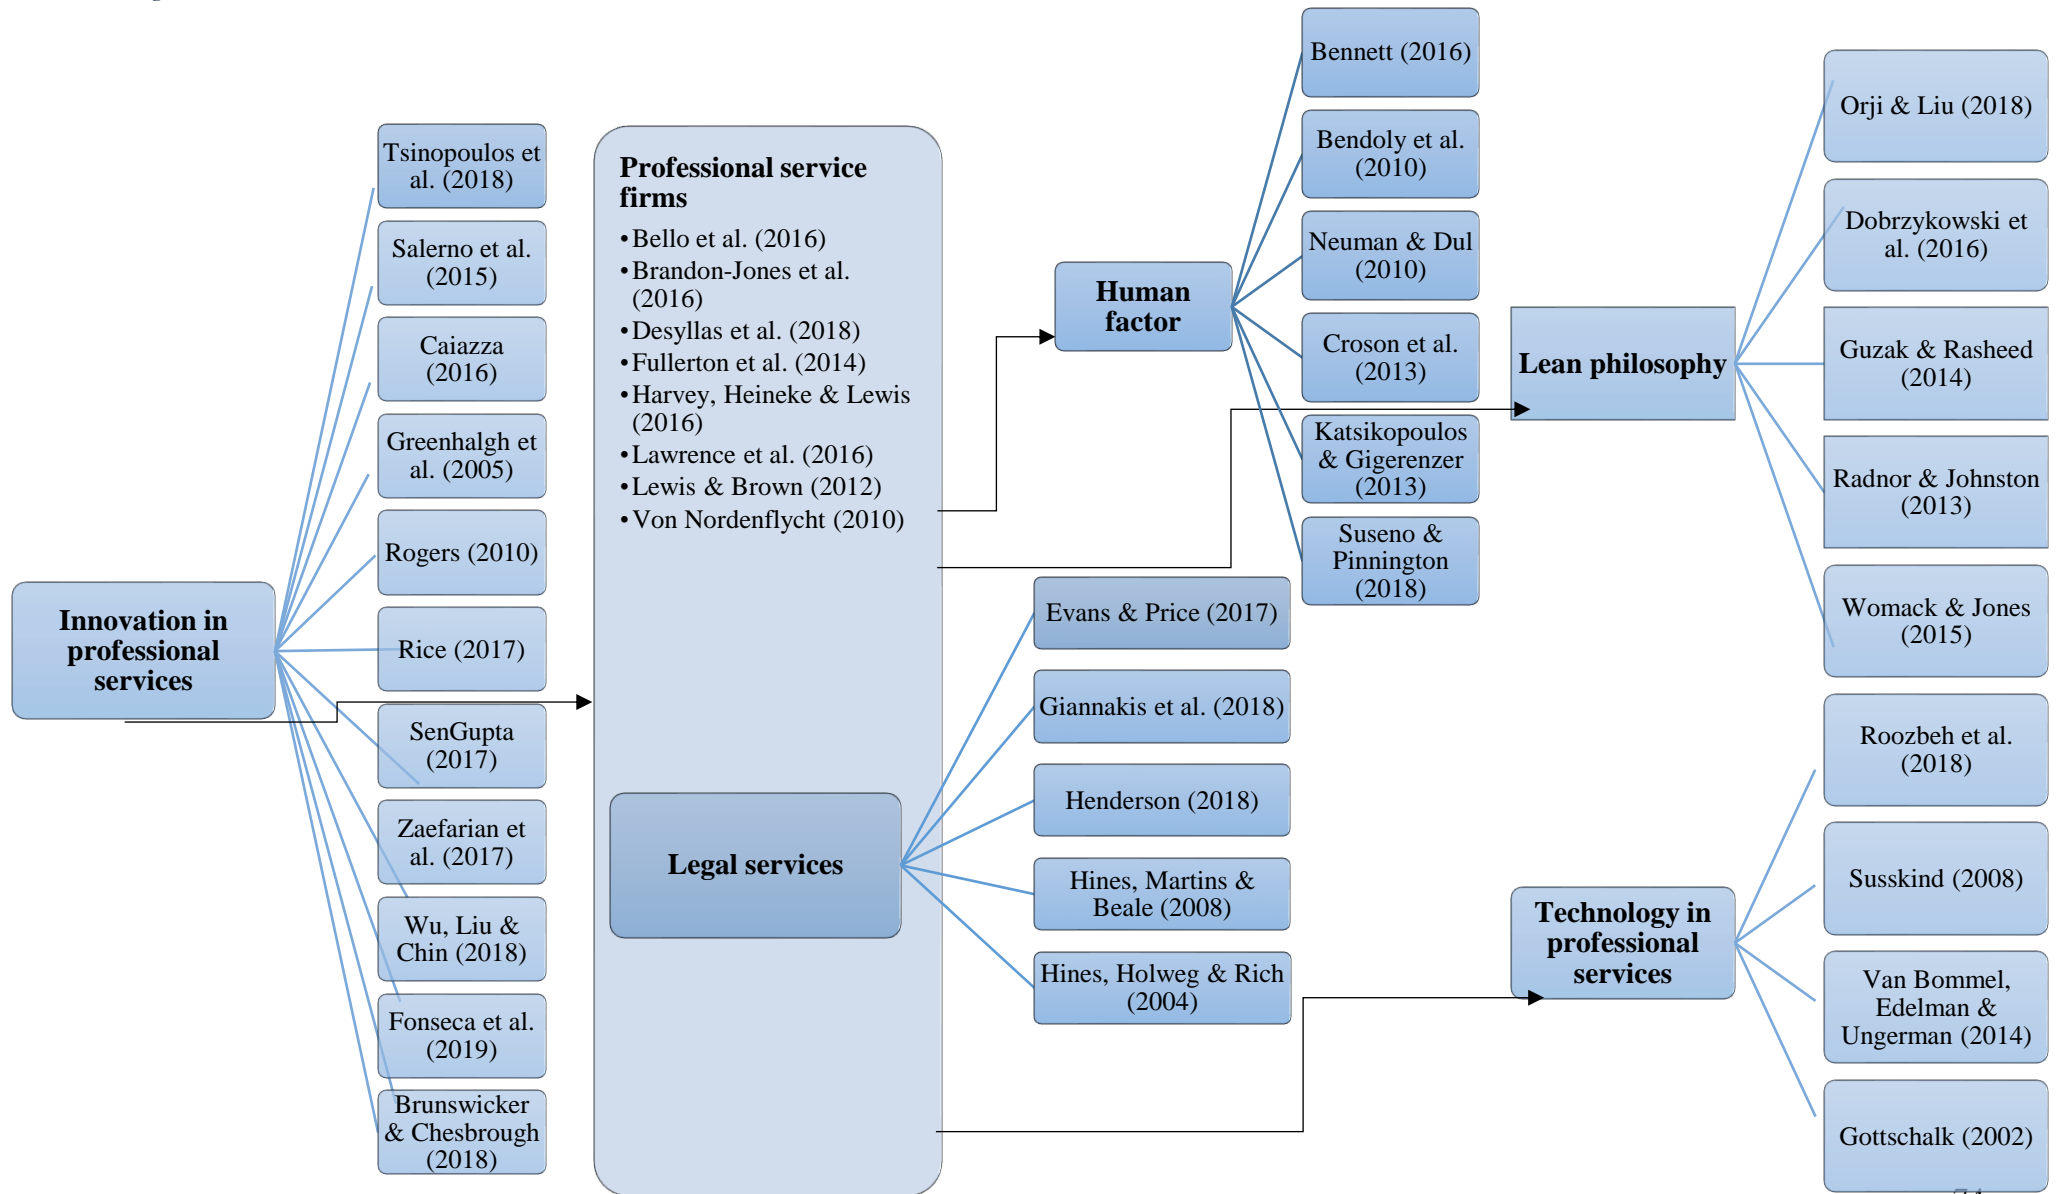 Innovation in
professional
services
Tsinopoulos et
al. (2018)
Salerno et al.
(2015)
Caiazza
(2016)
Greenhalgh et
al. (2005)
Rogers (2010)
Rice (2017)
SenGupta
(2017)
Zaefarian et
al. (2017)
Wu, Liu &
Chin (2018)
Fonseca et al.
(2019)
Brunswicker
& Chesbrough
(2018)
Professional service
firms
•Bello et al. (2016)
•Brandon-Jones et al.
(2016)
•Desyllas et al. (2018)
•Fullerton et al. (2014)
•Harvey, Heineke & Lewis
(2016)
•Lawrence et al. (2016)
•Lewis & Brown (2012)
•Von Nordenflycht (2010)
Legal services
Evans & Price (2017)
Giannakis et al. (2018)
Henderson (2018)
Hines, Martins &
Beale (2008)
Hines, Holweg & Rich
(2004)
Human
factor
Bennett (2016)
Bendoly et al.
(2010)
Neuman & Dul
(2010)
Croson et al.
(2013)
Katsikopoulos
& Gigerenzer
(2013)
Suseno &
Pinnington
(2018)
Lean philosophy
Orji & Liu (2018)
Dobrzykowski et
al. (2016)
Guzak & Rasheed
(2014)
Radnor & Johnston
(2013)
Womack & Jones
(2015)
Technology in
professional
services
Roozbeh et al.
(2018)
Susskind (2008)
Van Bommel,
Edelman &
Ungerman (2014)
Gottschalk (2002)